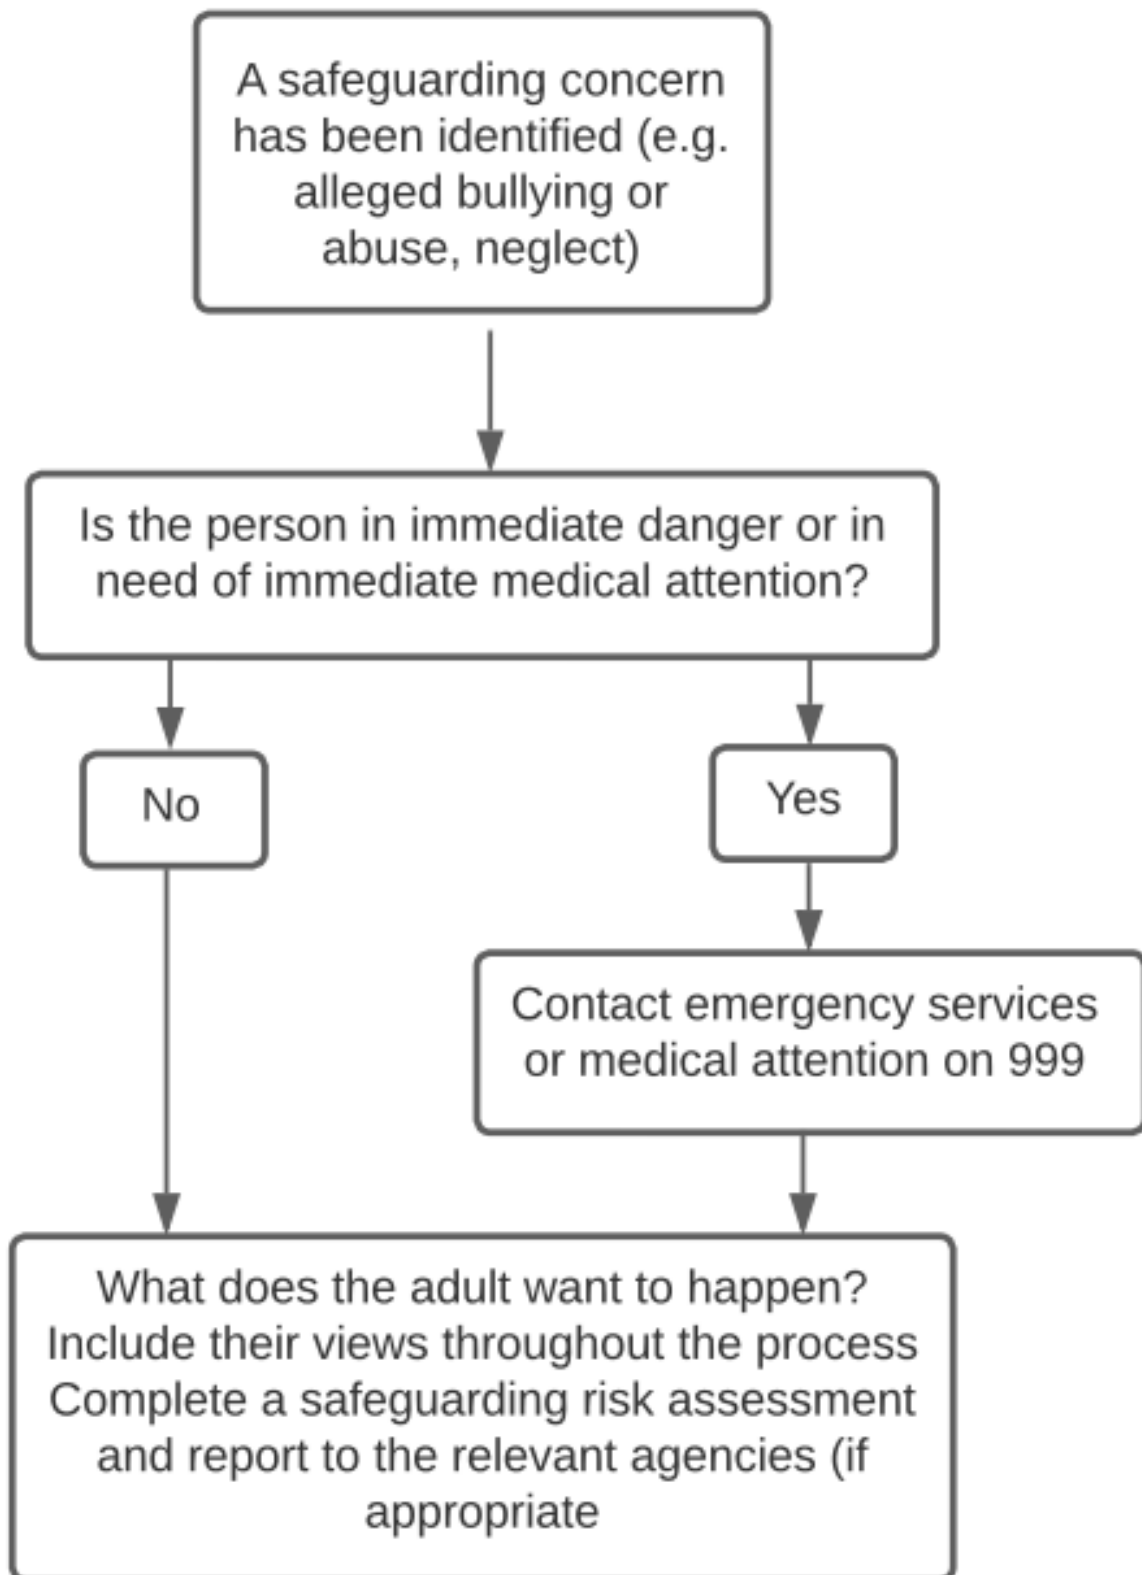 A safeguarding concern
has been identified (e.g.
alleged bullying or
abuse, neglect)
Is the person in immediate danger or in
need of immediate medical attention?
No
Yes
Contact emergency services
or medical attention on 999
What does the adult want to happen?
Include their views throughout the process
Complete a safeguarding risk assessment
and report to the relevant agencies (if
appropriate